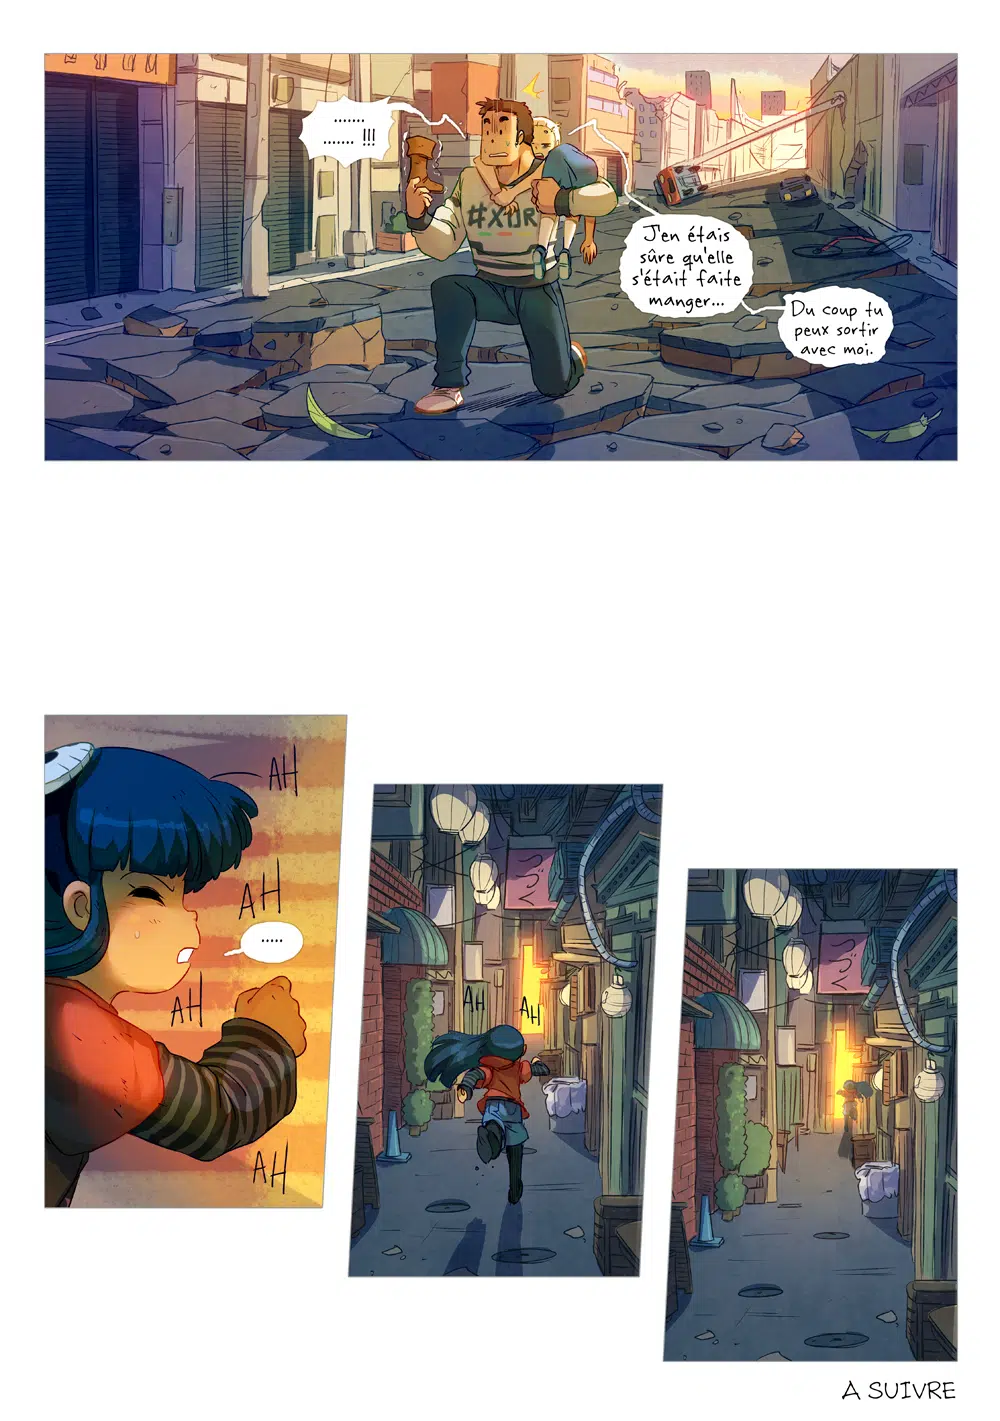 .......
....... !!!
#XUR
J'en étais
sûre qu'elle
s'était faite
manger...
Du coup tu
peux sortir
avec moi.
AH
AH
.....
AH
AH
AH
AH
A SUIVRE